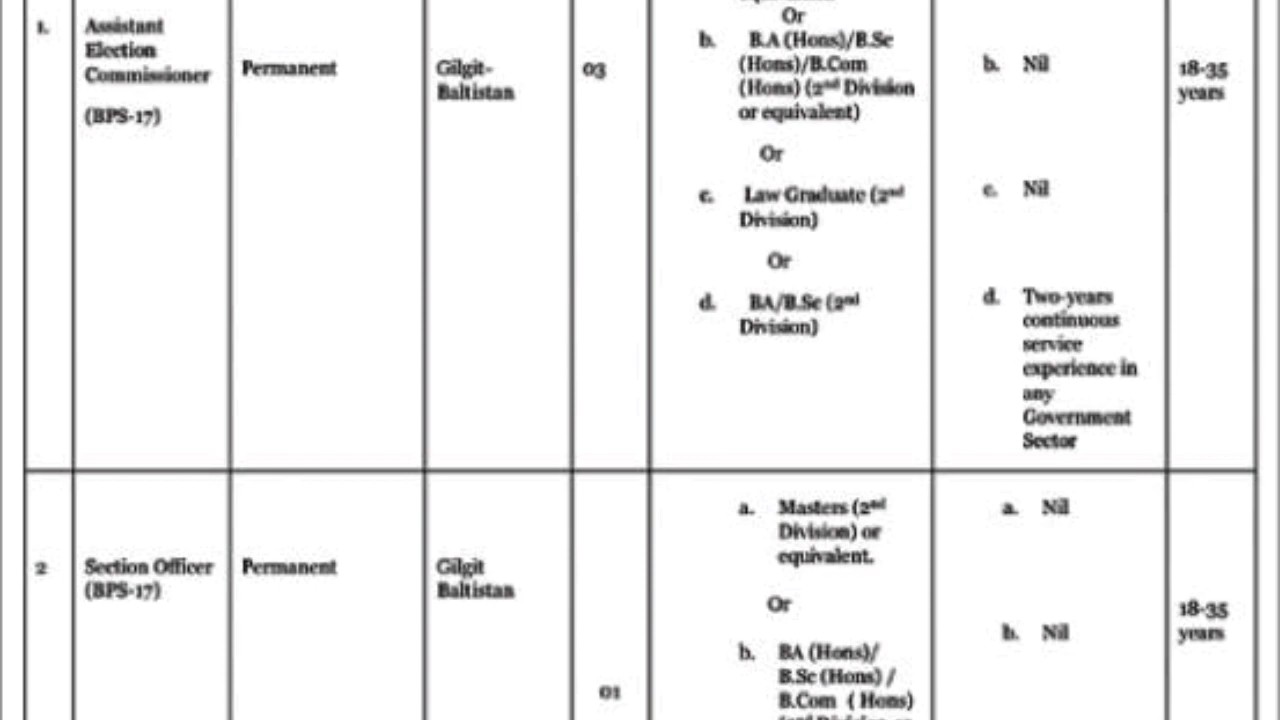 1.
Assistant
Election
Commissioner
(BPS-17)
Permanent
Gilgit-
Baltistan
03
Or
b. B.A (Hons)/B.Sc
(Hons)/B.Com
(Hons) (2nd Division
or equivalent)
Or
c. Law Graduate (2nd
Division)
Or
d. BA/B.Sc (2nd
Division)
b. Nil
c. Nil
d. Two-years
continuous
service
experience in
any
Government
Sector
18-35
years
2
Section Officer
(BPS-17)
Permanent
Gilgit
Baltistan
01
a. Masters (2nd
Division) or
equivalent.
Or
b. BA (Hons)/
B.Sc (Hons) /
B.Com ( Hons)
a. Nil
b. Nil
18-35
years